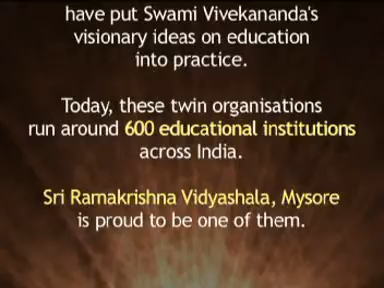 have put Swami Vivekananda's
visionary ideas on education
into practice.
Today, these twin organisations
run around 600 educational institutions
across India.
Sri Ramakrishna Vidyashala, Mysore
is proud to be one of them.